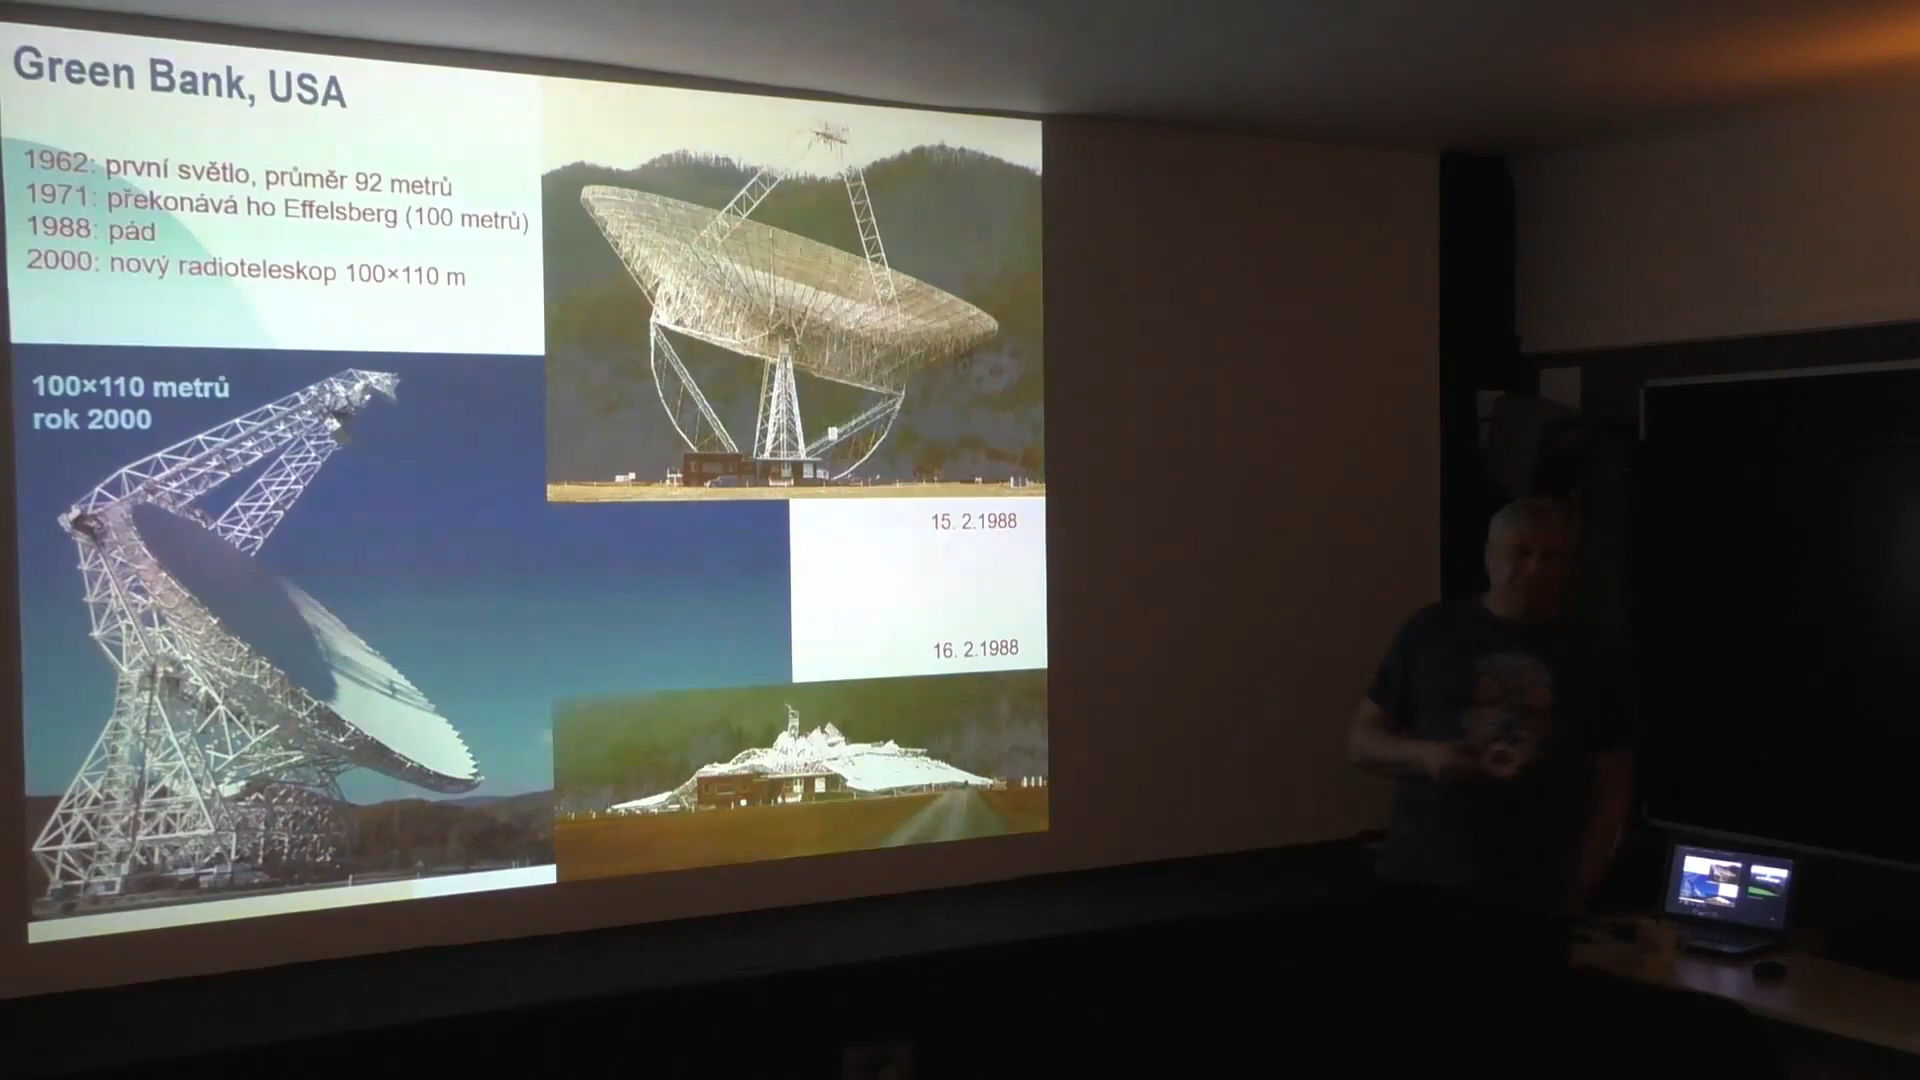 Green Bank, USA
1962: první světlo, průměr 92 metrů
1971: překonává ho Effelsberg (100 metrů)
1988: pád
2000: nový radioteleskop 100×110 m
100×110 metrů
rok 2000
15. 2.1988
16. 2.1988